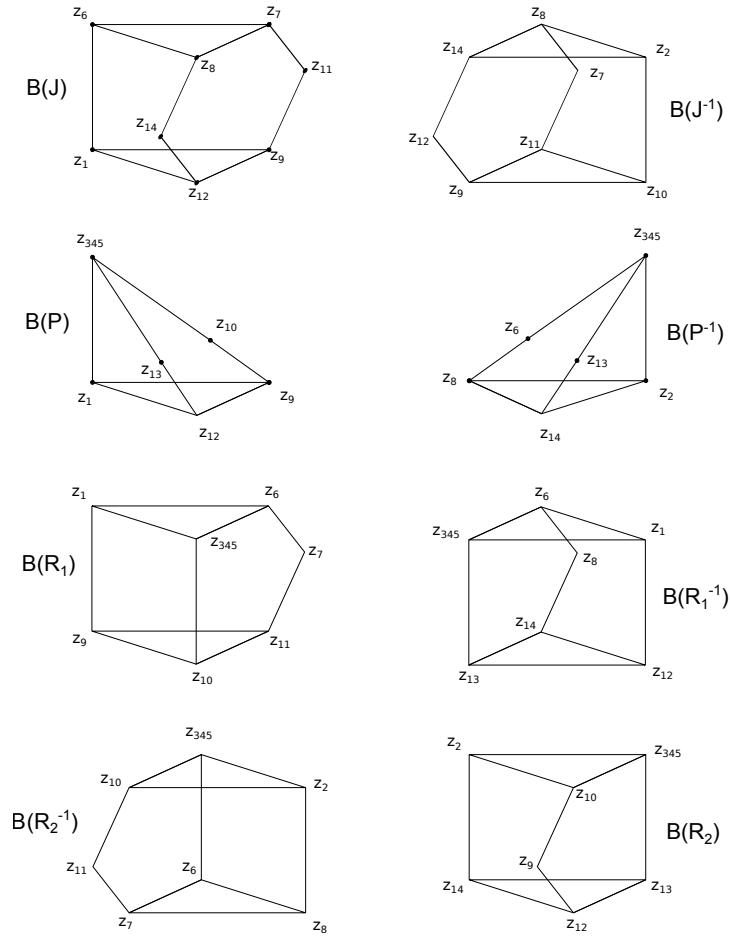 z₆ z₇ z₈ z₁₁ B(J) z₁₄ z₁ z₉ z₁₂
z₈ z₁₄ z₂ z₇ B(J⁻¹) z₁₂ z₁₁ z₉ z₁₀
z₃₄₅ B(P) z₁₀ z₁₃ z₁ z₉ z₁₂
z₃₄₅ B(P⁻¹) z₆ z₁₃ z₈ z₂ z₁₄
z₁ z₆ z₃₄₅ z₇ B(R₁) z₉ z₁₁ z₁₀
z₆ z₃₄₅ z₁ z₈ B(R₁⁻¹) z₁₄ z₁₃ z₁₂
z₃₄₅ z₁₀ z₂ B(R₂⁻¹) z₁₁ z₆ z₇ z₈
z₂ z₃₄₅ z₁₀ B(R₂) z₉ z₁₄ z₁₃ z₁₂